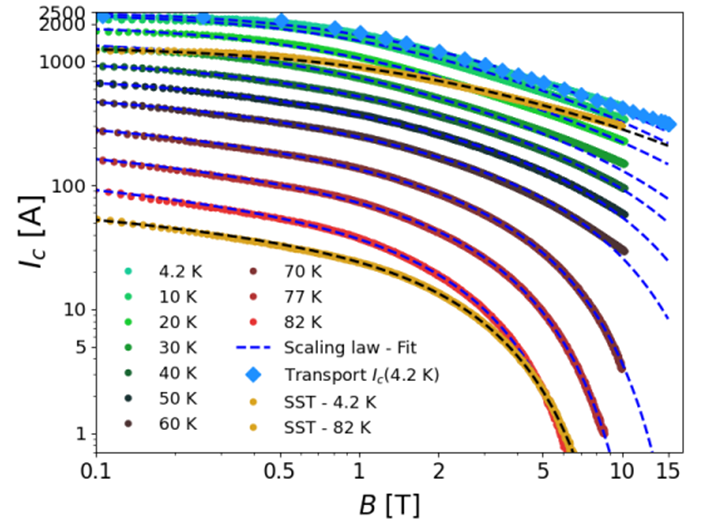 2500
2000
1000
100
10
5
1
I_c [A]
4.2 K
10 K
20 K
30 K
40 K
50 K
60 K
70 K
77 K
82 K
Scaling law - Fit
Transport I_c(4.2 K)
SST - 4.2 K
SST - 82 K
0.1 0.5 1 2 5 10 15
B [T]